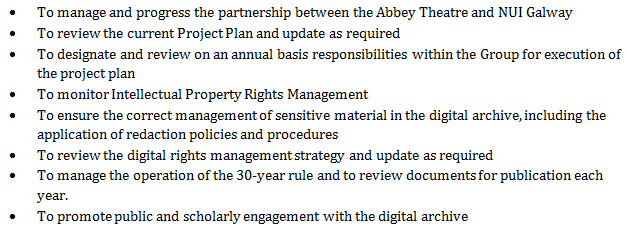 • To manage and progress the partnership between the Abbey Theatre and NUI Galway
• To review the current Project Plan and update as required
• To designate and review on an annual basis responsibilities within the Group for execution of
the project plan
• To monitor Intellectual Property Rights Management
• To ensure the correct management of sensitive material in the digital archive, including the
application of redaction policies and procedures
• To review the digital rights management strategy and update as required
• To manage the operation of the 30-year rule and to review documents for publication each
year.
• To promote public and scholarly engagement with the digital archive